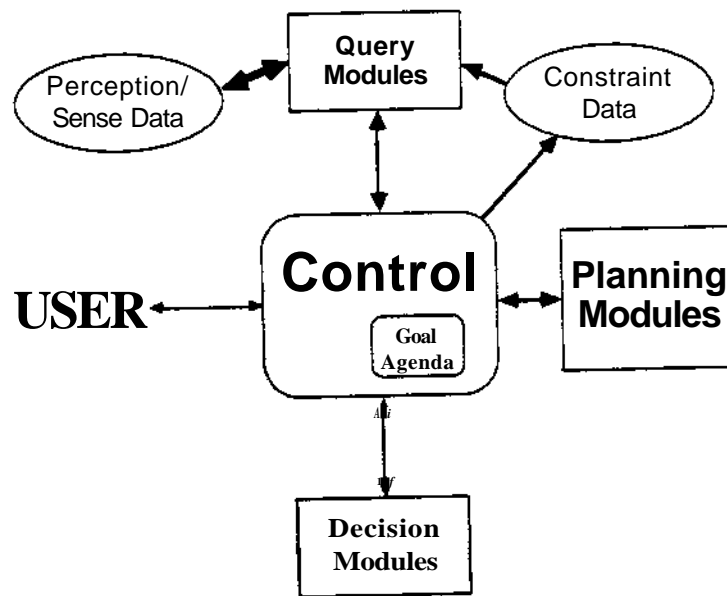 Query
Modules
Perception/
Sense Data
Constraint
Data
Control
Goal
Agenda
USER
Planning
Modules
Decision
Modules